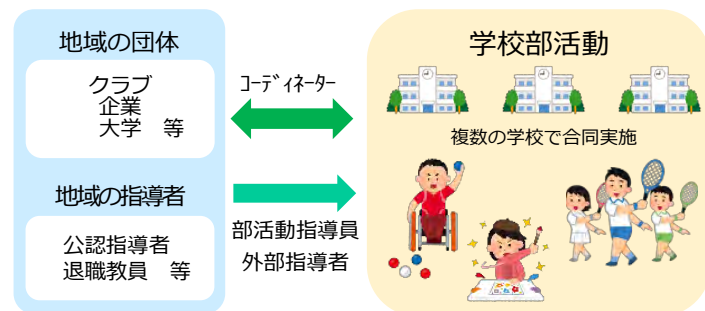 地域の団体
クラブ
企業
大学　等
地域の指導者
公認指導者
退職教員　等
ｺｰﾃﾞｨﾈｰﾀｰ
部活動指導員
外部指導者
学校部活動
複数の学校で合同実施